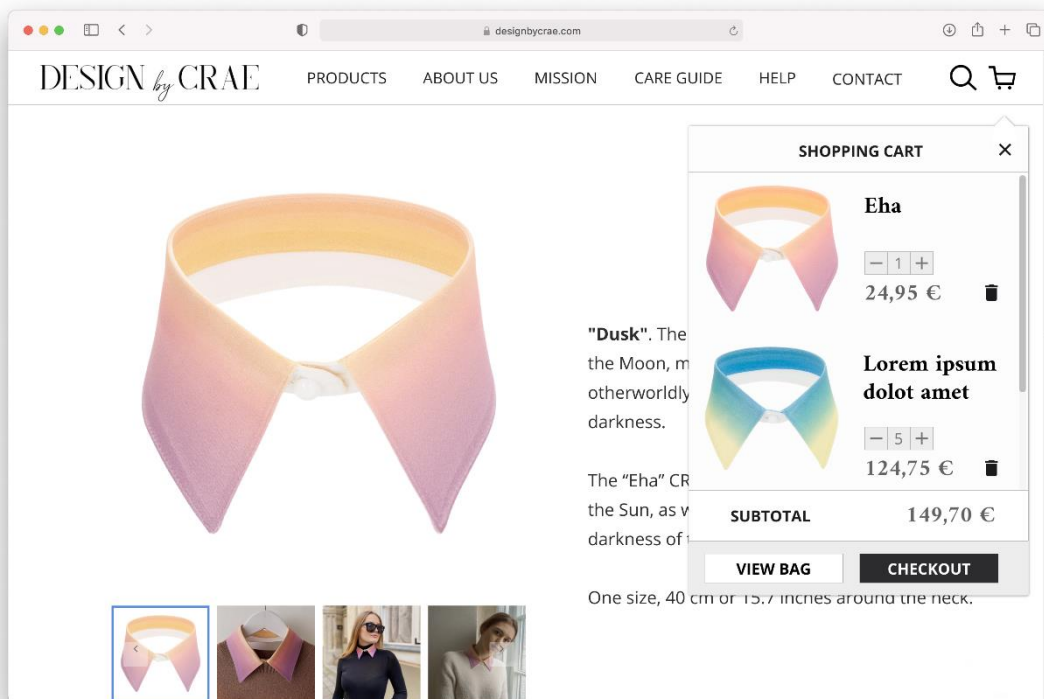 designbycrae.com
DESIGN by CRAE
PRODUCTS
ABOUT US
MISSION
CARE GUIDE
HELP
CONTACT
SHOPPING CART
Eha
1
24,95 €
Lorem ipsum
dolot amet
5
124,75 €
SUBTOTAL
149,70 €
VIEW BAG
CHECKOUT
"Dusk". The
the Moon, m
otherworldly
darkness.
The “Eha” CR
the Sun, as w
darkness of
One size, 40 cm or 15.7 inches around the neck.